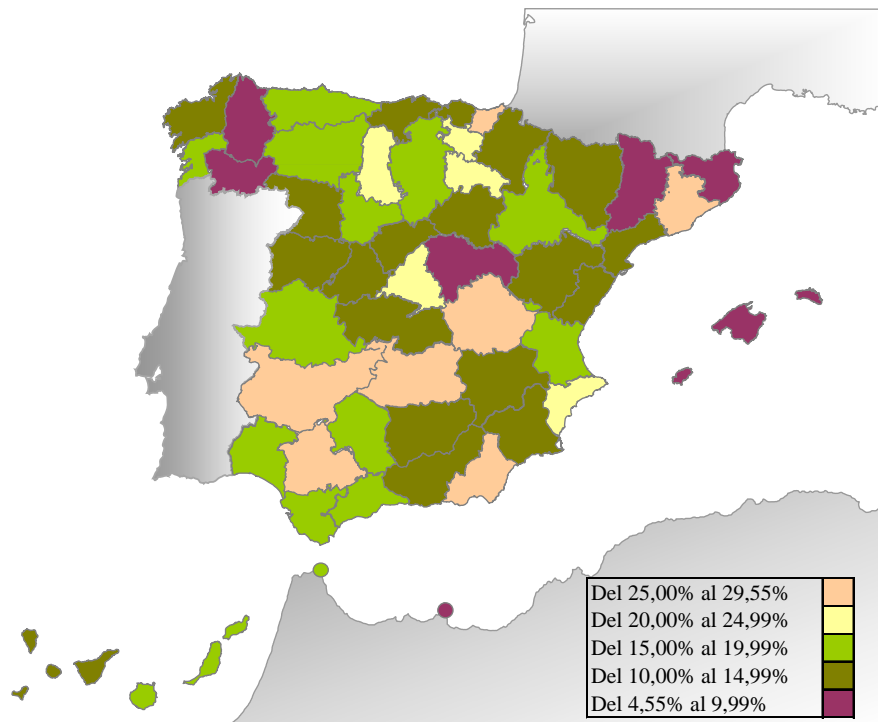 Del 25,00% al 29,55%
Del 20,00% al 24,99%
Del 15,00% al 19,99%
Del 10,00% al 14,99%
Del 4,55% al 9,99%